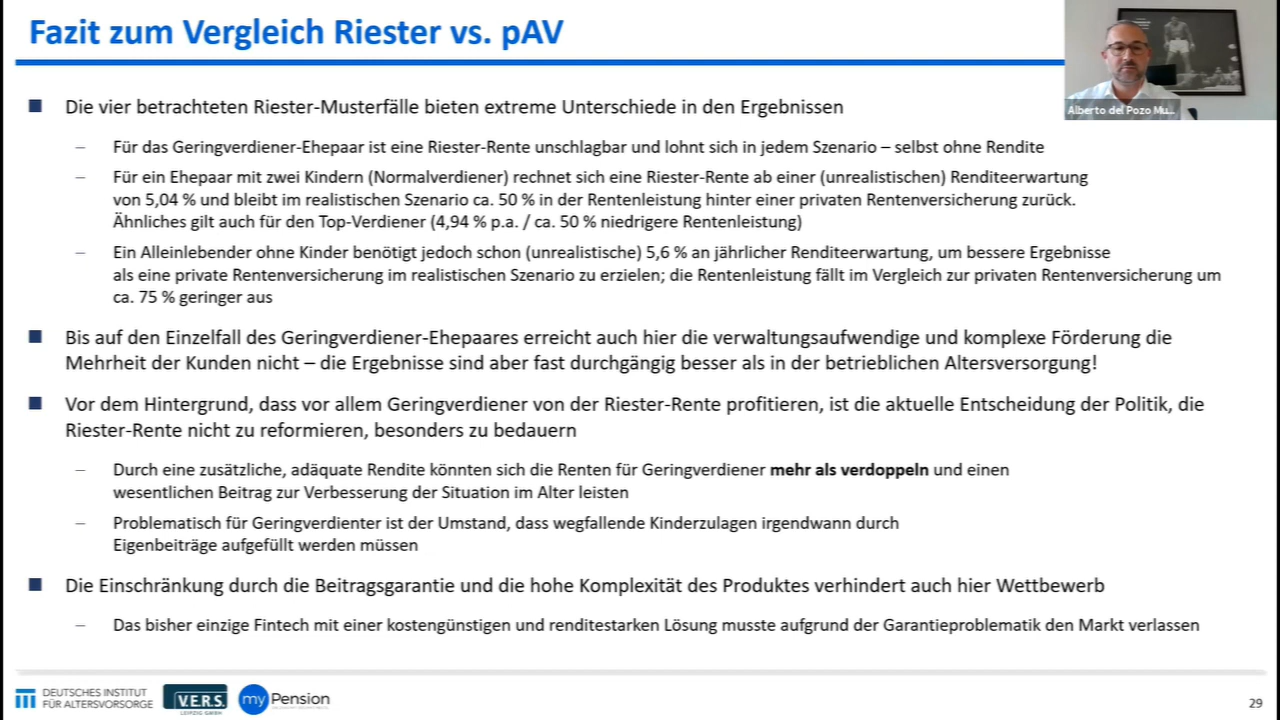 Fazit zum Vergleich Riester vs. pAV
Alberto del Pozo Mu...
Die vier betrachteten Riester-Musterfälle bieten extreme Unterschiede in den Ergebnissen
– Für das Geringverdiener-Ehepaar ist eine Riester-Rente unschlagbar und lohnt sich in jedem Szenario – selbst ohne Rendite
– Für ein Ehepaar mit zwei Kindern (Normalverdiener) rechnet sich eine Riester-Rente ab einer (unrealistischen) Renditeerwartung
von 5,04 % und bleibt im realistischen Szenario ca. 50 % in der Rentenleistung hinter einer privaten Rentenversicherung zurück.
Ähnliches gilt auch für den Top-Verdiener (4,94 % p.a. / ca. 50 % niedrigere Rentenleistung)
– Ein Alleinlebender ohne Kinder benötigt jedoch schon (unrealistische) 5,6 % an jährlicher Renditeerwartung, um bessere Ergebnisse
als eine private Rentenversicherung im realistischen Szenario zu erzielen; die Rentenleistung fällt im Vergleich zur privaten Rentenversicherung um
ca. 75 % geringer aus
Bis auf den Einzelfall des Geringverdiener-Ehepaares erreicht auch hier die verwaltungsaufwendige und komplexe Förderung die
Mehrheit der Kunden nicht – die Ergebnisse sind aber fast durchgängig besser als in der betrieblichen Altersversorgung!
Vor dem Hintergrund, dass vor allem Geringverdiener von der Riester-Rente profitieren, ist die aktuelle Entscheidung der Politik, die
Riester-Rente nicht zu reformieren, besonders zu bedauern
– Durch eine zusätzliche, adäquate Rendite könnten sich die Renten für Geringverdiener mehr als verdoppeln und einen
wesentlichen Beitrag zur Verbesserung der Situation im Alter leisten
– Problematisch für Geringverdienter ist der Umstand, dass wegfallende Kinderzulagen irgendwann durch
Eigenbeiträge aufgefüllt werden müssen
Die Einschränkung durch die Beitragsgarantie und die hohe Komplexität des Produktes verhindert auch hier Wettbewerb
– Das bisher einzige Fintech mit einer kostengünstigen und renditestarken Lösung musste aufgrund der Garantieproblematik den Markt verlassen
DEUTSCHES INSTITUT
FÜR ALTERSVORSORGE
V.E.R.S.
LEIPZIG GMBH
myPension
29